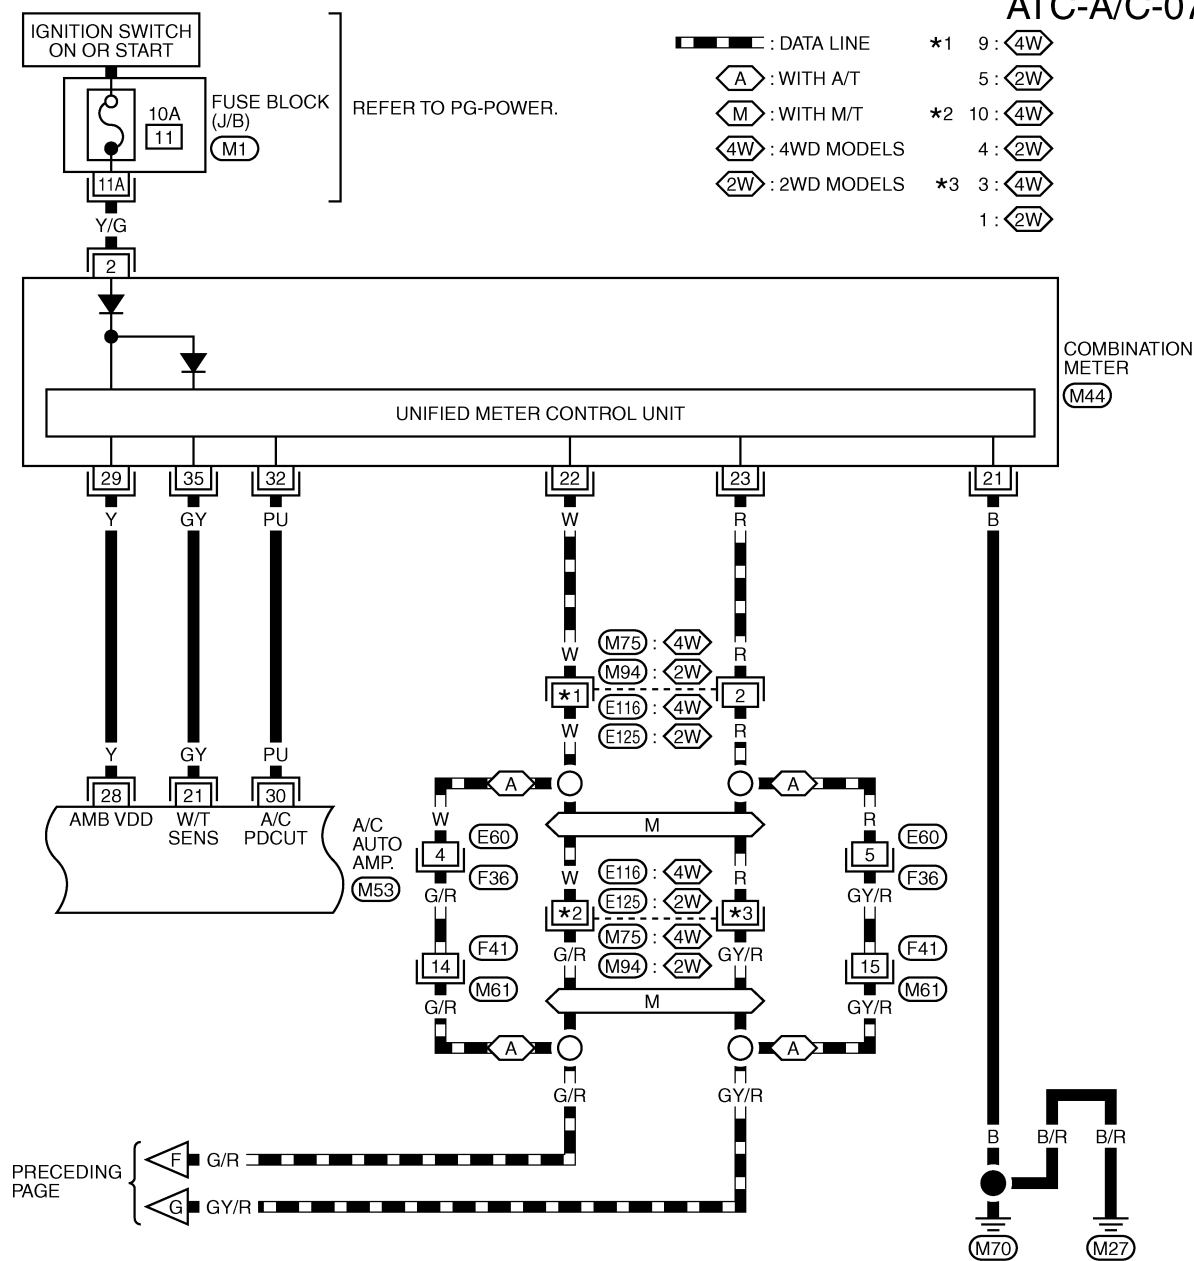 ATC-A/C-07
IGNITION SWITCH
ON OR START
10A
11
FUSE BLOCK
(J/B)
M1
REFER TO PG-POWER.
: DATA LINE
A : WITH A/T
M : WITH M/T
4W : 4WD MODELS
2W : 2WD MODELS
*1 9 : 4W
5 : 2W
*2 10 : 4W
4 : 2W
*3 3 : 4W
1 : 2W
11A
Y/G
2
COMBINATION
METER
M44
UNIFIED METER CONTROL UNIT
29 35 32 22 23 21
Y GY PU W R B
M75 : 4W
W R
M94 : 2W
*1 2
E116 : 4W
W R
E125 : 2W
Y GY PU
28 21 30
AMB VDD
W/T
SENS
A/C
PDCUT
A/C
AUTO
AMP.
M53
A A
W R
M
4 E60
F36
5 E60
F36
E116 : 4W
W R
E125 : 2W
*2 *3
M75 : 4W
M94 : 2W
G/R G/R GY/R GY/R
14 F41
M61
15 F41
M61
G/R M GY/R
A A
G/R GY/R
B B/R B/R
PRECEDING
PAGE
F G/R
G GY/R
M70 M27